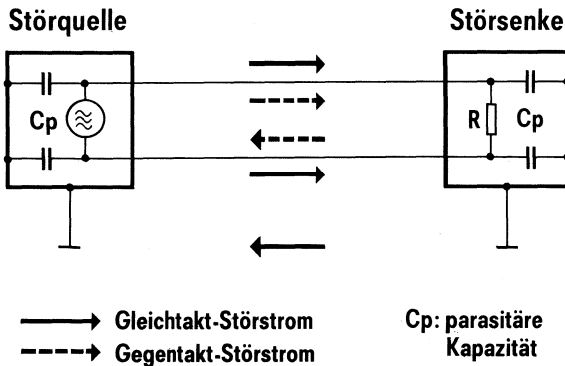 Störquelle
Störsenke
Cp
R
Cp
Gleichtakt-Störstrom
Gegentakt-Störstrom
Cp: parasitäre
Kapazität